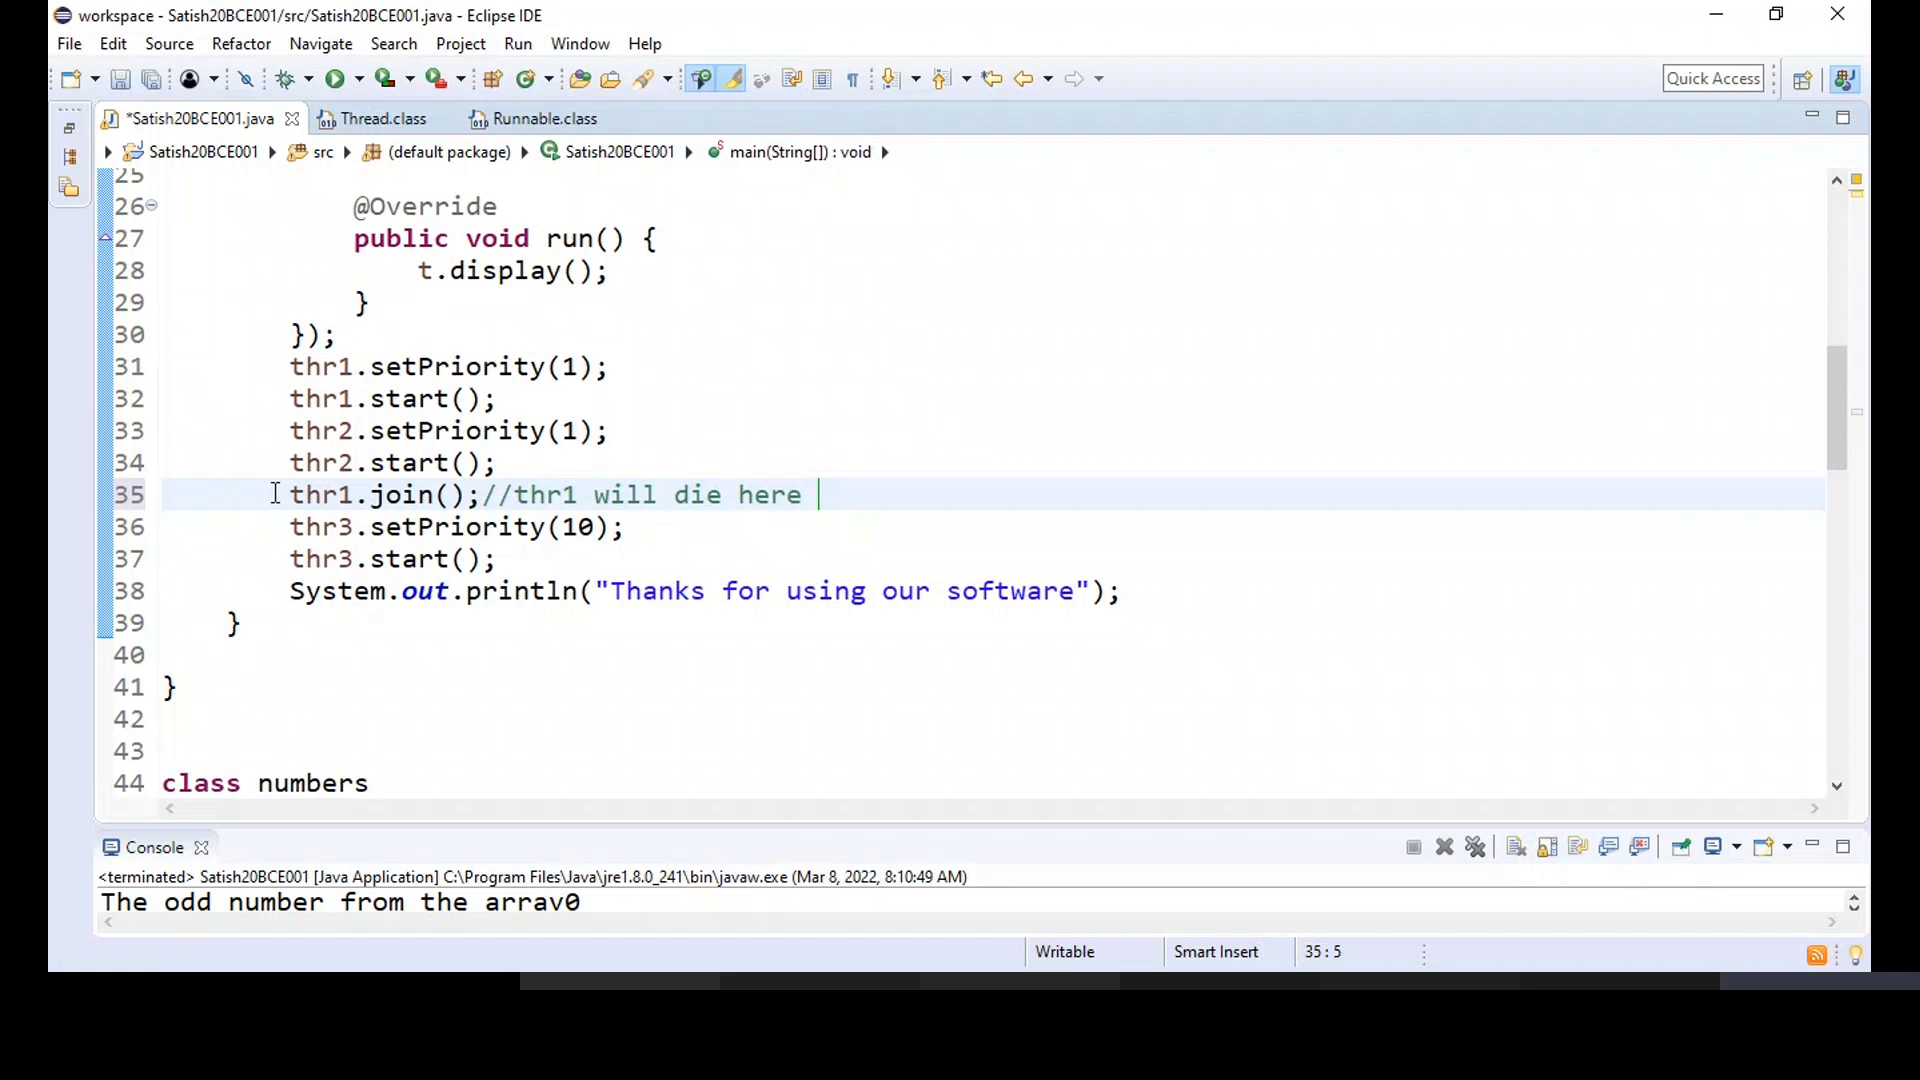 workspace - Satish20BCE001/src/Satish20BCE001.java - Eclipse IDE
File Edit Source Refactor Navigate Search Project Run Window Help
Quick Access
*Satish20BCE001.java Thread.class Runnable.class
Satish20BCE001 src (default package) Satish20BCE001 main(String[]) : void
25
26 @Override
27 public void run() {
28 t.display();
29 }
30 });
31 thr1.setPriority(1);
32 thr1.start();
33 thr2.setPriority(1);
34 thr2.start();
35 thr1.join();//thr1 will die here
36 thr3.setPriority(10);
37 thr3.start();
38 System.out.println("Thanks for using our software");
39 }
40
41 }
42
43
44 class numbers
Console
<terminated> Satish20BCE001 [Java Application] C:\Program Files\Java\jre1.8.0_241\bin\javaw.exe (Mar 8, 2022, 8:10:49 AM)
The odd number from the array0
Writable Smart Insert 35 : 5